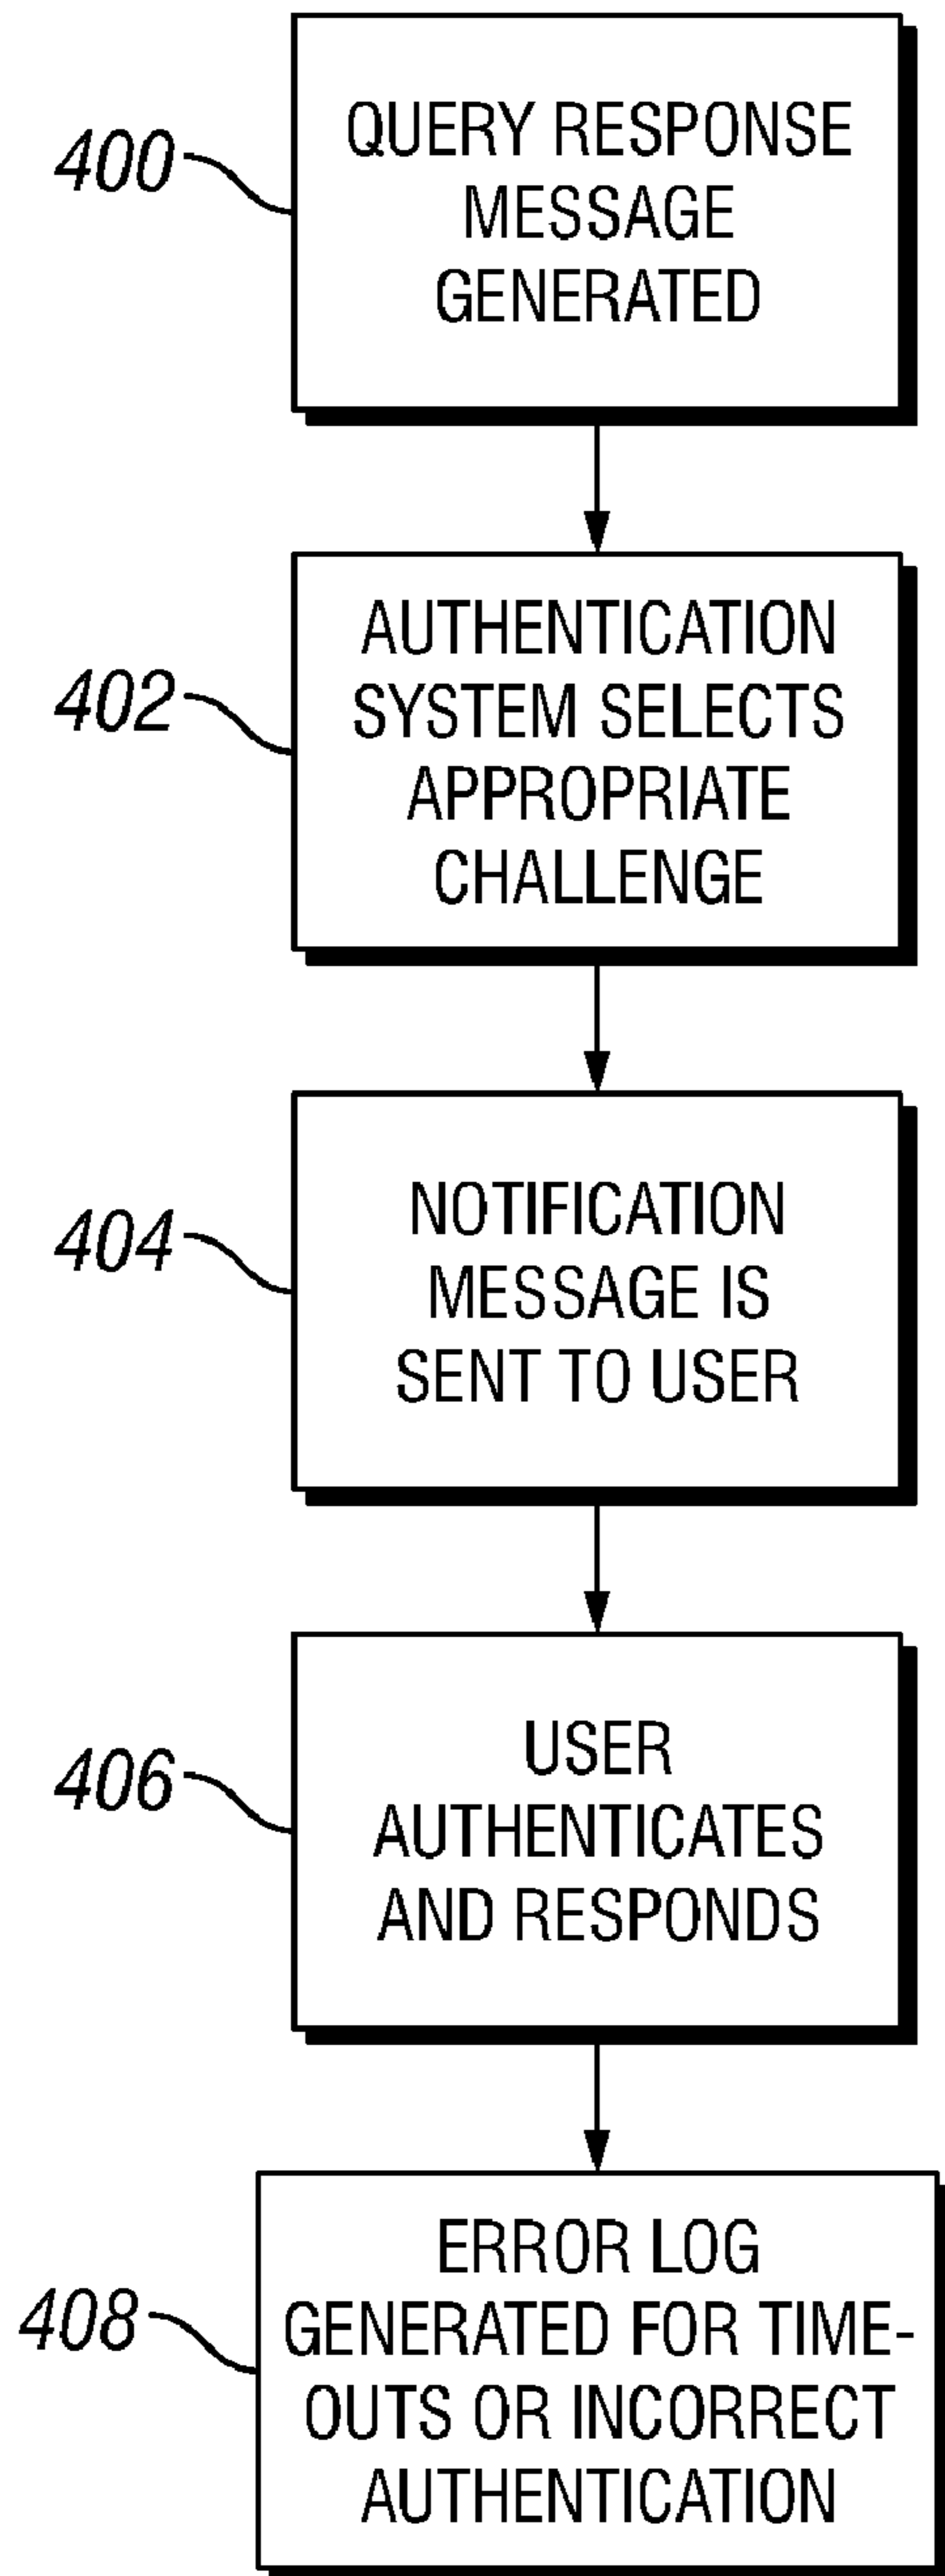 400
QUERY RESPONSE
MESSAGE
GENERATED
402
AUTHENTICATION
SYSTEM SELECTS
APPROPRIATE
CHALLENGE
404
NOTIFICATION
MESSAGE IS
SENT TO USER
406
USER
AUTHENTICATES
AND RESPONDS
408
ERROR LOG
GENERATED FOR TIME-
OUTS OR INCORRECT
AUTHENTICATION